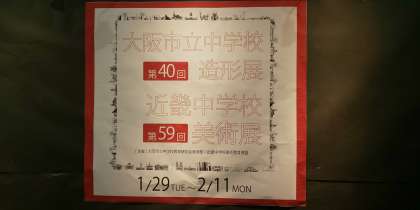 大阪市立中学校
第40回 造形展
近畿中学校
第59回 美術展
1/29 TUE〜2/11 MON